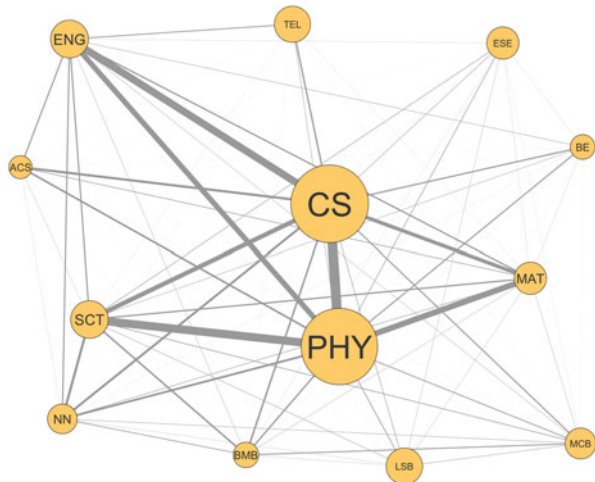 TEL
ENG
ESE
BE
ACS
CS
MAT
SCT
PHY
NN
MCB
BMB
LSB